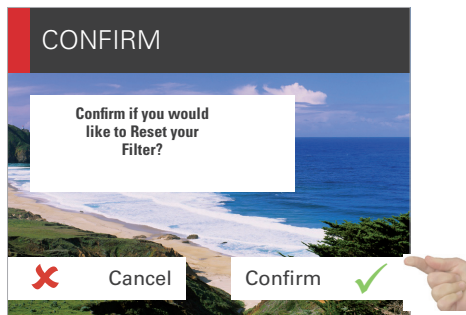 CONFIRM
Confirm if you would
like to Reset your
Filter?
Cancel
Confirm